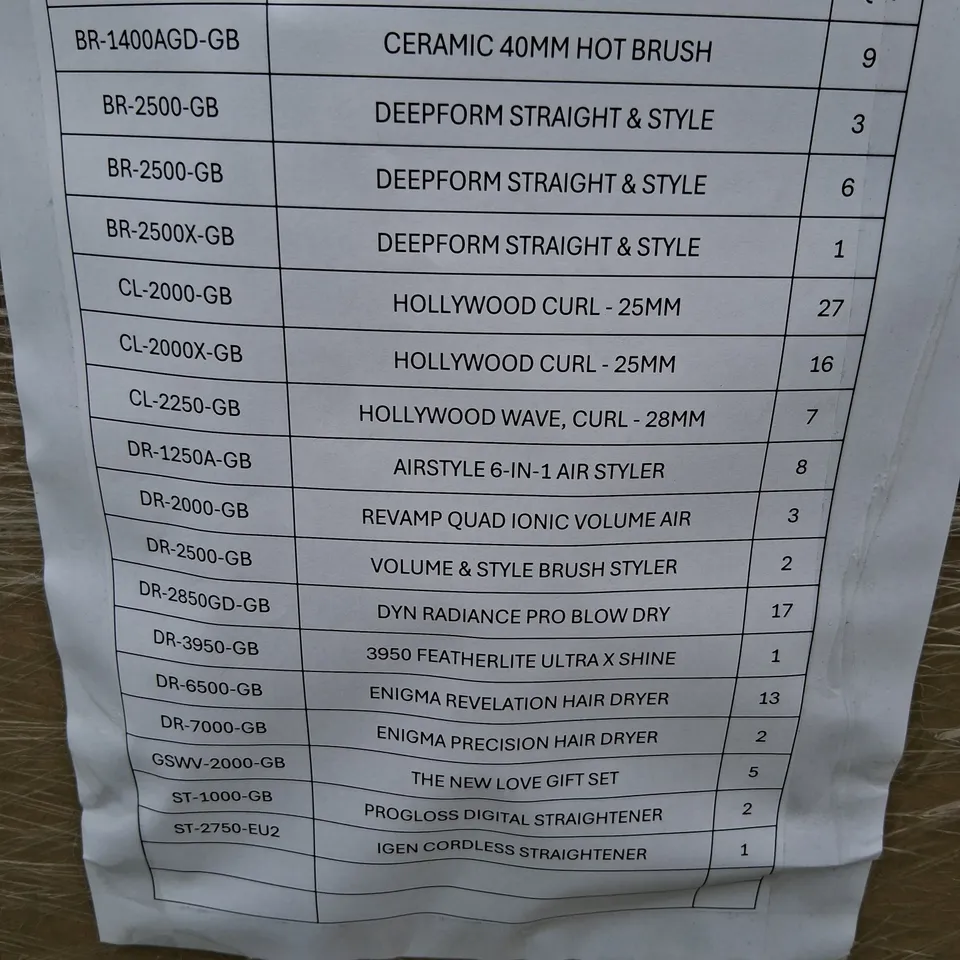 BR-1400AGD-GB CERAMIC 40MM HOT BRUSH 9
BR-2500-GB DEEPFORM STRAIGHT & STYLE 3
BR-2500-GB DEEPFORM STRAIGHT & STYLE 6
BR-2500X-GB DEEPFORM STRAIGHT & STYLE 1
CL-2000-GB HOLLYWOOD CURL - 25MM 27
CL-2000X-GB HOLLYWOOD CURL - 25MM 16
CL-2250-GB HOLLYWOOD WAVE, CURL - 28MM 7
DR-1250A-GB AIRSTYLE 6-IN-1 AIR STYLER 8
DR-2000-GB REVAMP QUAD IONIC VOLUME AIR 3
DR-2500-GB VOLUME & STYLE BRUSH STYLER 2
DR-2850GD-GB DYN RADIANCE PRO BLOW DRY 17
DR-3950-GB 3950 FEATHERLITE ULTRA X SHINE 1
DR-6500-GB ENIGMA REVELATION HAIR DRYER 13
DR-7000-GB ENIGMA PRECISION HAIR DRYER 2
GSWV-2000-GB THE NEW LOVE GIFT SET 5
ST-1000-GB PROGLOSS DIGITAL STRAIGHTENER 2
ST-2750-EU2 IGEN CORDLESS STRAIGHTENER 1